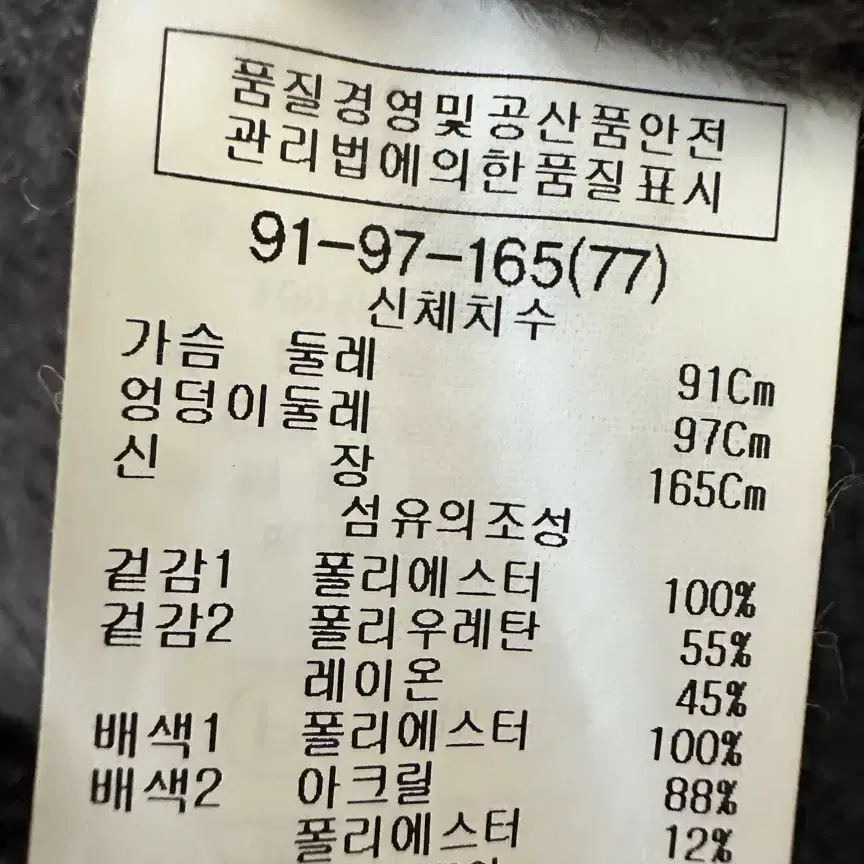 품질경영및공산품안전
관리법에의한품질표시
91-97-165(77)
신체치수
가슴 둘레 91Cm
엉덩이둘레 97Cm
신 장 165Cm
섬유의조성
겉감1 폴리에스터 100%
겉감2 폴리우레탄 55%
레이온 45%
배색1 폴리에스터 100%
배색2 아크릴 88%
폴리에스터 12%